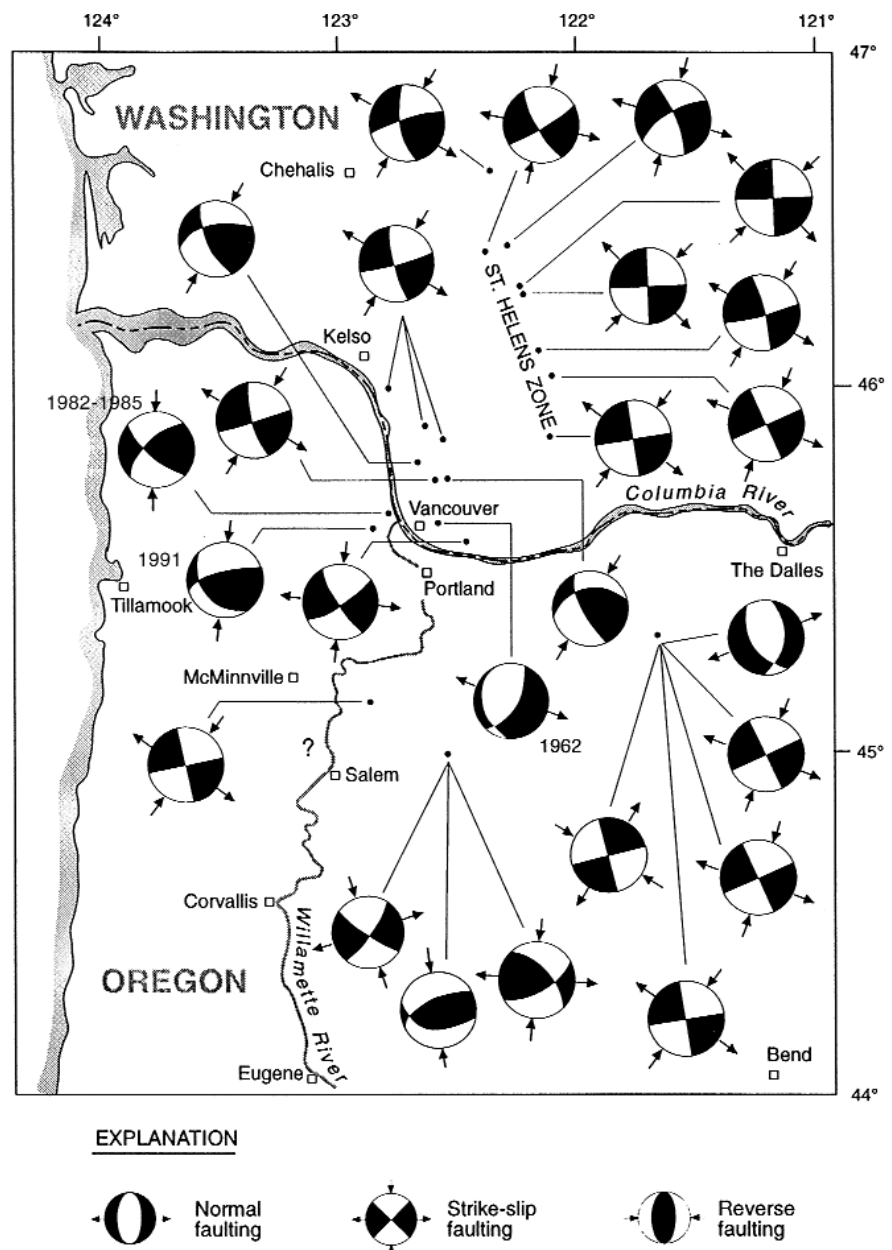 124°
123°
122°
121°
47°
WASHINGTON
Chehalis
ST. HELENS ZONE
Kelso
46°
1982-1985
Columbia River
Vancouver
1991
The Dalles
Tillamook
Portland
McMinnville
1962
45°
?
Salem
Corvallis
Willamette River
OREGON
Bend
Eugene
44°
EXPLANATION
Normal
faulting
Strike-slip
faulting
Reverse
faulting